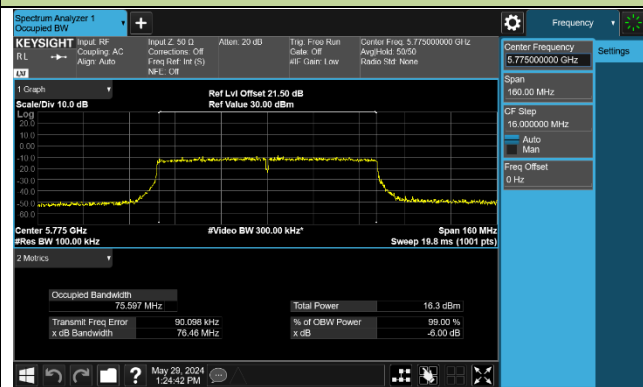 Spectrum Analyzer 1
Occupied BW
Frequency
KEYSIGHT
Input: RF
Coupling: AC
Align: Auto
Input Z: 50 Ω
Corrections: Off
Freq Ref: Int (S)
NFE: Off
Atten: 20 dB
Trig: Free Run
Gate: Off
#IF Gain: Low
Center Freq: 5.775000000 GHz
Avg|Hold: 50/50
Radio Std: None
RL
LXI
Center Frequency
5.775000000 GHz
Settings
Span
160.00 MHz
CF Step
16.000000 MHz
Auto
Man
Freq Offset
0 Hz
1 Graph
Scale/Div 10.0 dB
Ref Lvl Offset 21.50 dB
Ref Value 30.00 dBm
Log
20.0
10.0
0.00
-10.0
-20.0
-30.0
-40.0
-50.0
-60.0
Center 5.775 GHz
#Res BW 100.00 kHz
#Video BW 300.00 kHz*
Span 160 MHz
Sweep 19.8 ms (1001 pts)
2 Metrics
Occupied Bandwidth
75.597 MHz
Total Power 16.3 dBm
Transmit Freq Error 90.098 kHz
% of OBW Power 99.00 %
x dB Bandwidth 76.46 MHz
x dB -6.00 dB
May 29, 2024
1:24:42 PM